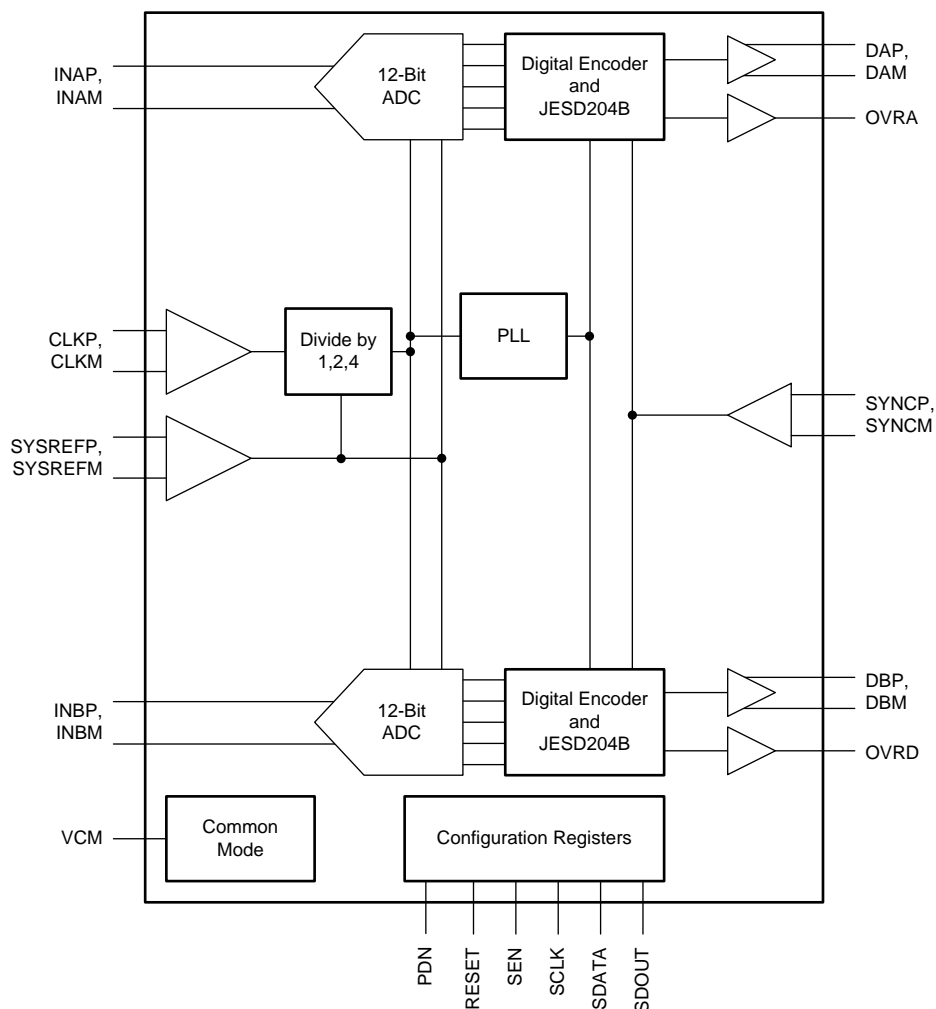 INAP,
INAM
12-Bit
ADC
Digital Encoder
and
JESD204B
DAP,
DAM
OVRA
CLKP,
CLKM
Divide by
1,2,4
PLL
SYNCP,
SYNCM
SYSREFP,
SYSREFM
INBP,
INBM
12-Bit
ADC
Digital Encoder
and
JESD204B
DBP,
DBM
OVRD
VCM
Common
Mode
Configuration Registers
PDN
RESET
SEN
SCLK
SDATA
SDOUT